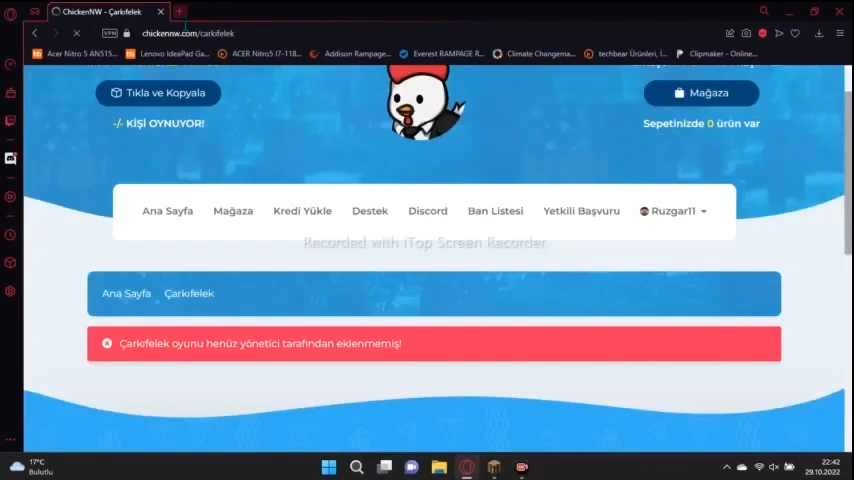 ChickenNW - Çarkıfelek
VPN
chickennw.com/carkifelek
Acer Nitro 5 AN515...
Lenovo IdeaPad Ga...
ACER Nitro5 I7-118...
Addison Rampage...
Everest RAMPAGE R...
Climate Changema...
techbear Ürünleri, İ...
Clipmaker - Online...
Tıkla ve Kopyala
Mağaza
-/- KİŞİ OYNUYOR!
Sepetinizde 0 ürün var
Ana Sayfa
Mağaza
Kredi Yükle
Destek
Discord
Ban Listesi
Yetkili Başvuru
Ruzgar11
Recorded with iTop Screen Recorder
Ana Sayfa
Çarkıfelek
Çarkıfelek oyunu henüz yönetici tarafından eklenmemiş!
17°C
Bulutlu
22:42
29.10.2022